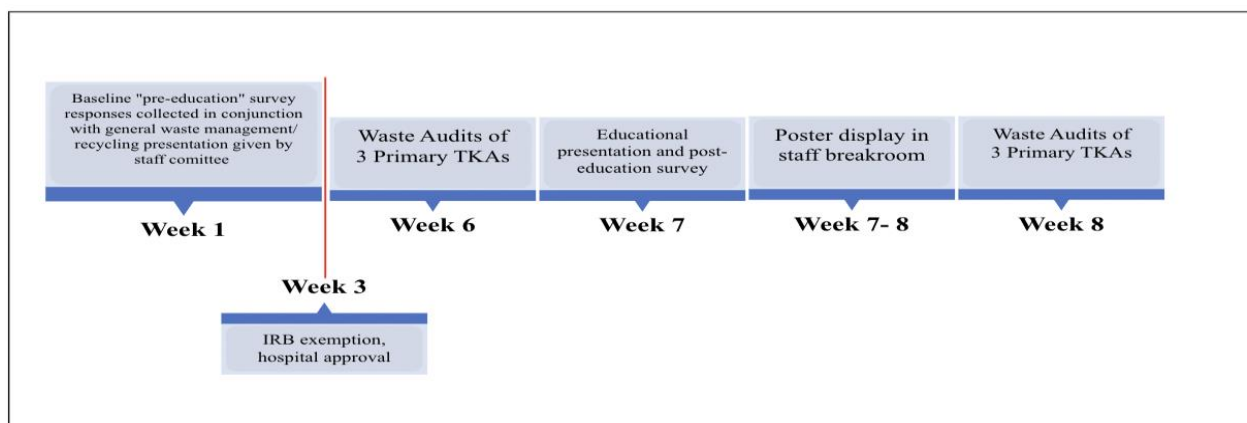 Baseline "pre-education" survey
responses collected in conjunction
with general waste management/
recycling presentation given by
staff comittee
Week 1
Week 3
IRB exemption,
hospital approval
Waste Audits of
3 Primary TKAs
Week 6
Educational
presentation and post-
education survey
Week 7
Poster display in
staff breakroom
Week 7- 8
Waste Audits of
3 Primary TKAs
Week 8